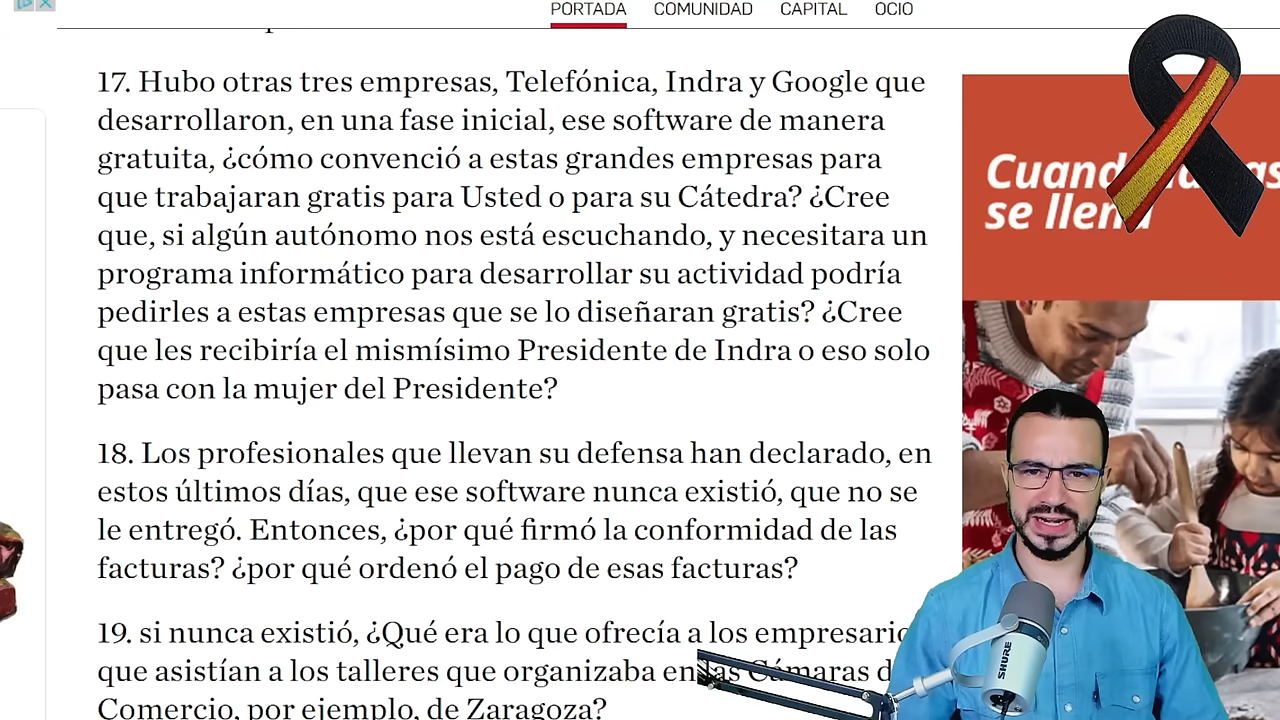 PORTADA COMUNIDAD CAPITAL OCIO
17. Hubo otras tres empresas, Telefónica, Indra y Google que
desarrollaron, en una fase inicial, ese software de manera
gratuita, ¿cómo convenció a estas grandes empresas para
que trabajaran gratis para Usted o para su Cátedra? ¿Cree
que, si algún autónomo nos está escuchando, y necesitara un
programa informático para desarrollar su actividad podría
pedirles a estas empresas que se lo diseñaran gratis? ¿Cree
que les recibiría el mismísimo Presidente de Indra o eso solo
pasa con la mujer del Presidente?
18. Los profesionales que llevan su defensa han declarado, en
estos últimos días, que ese software nunca existió, que no se
le entregó. Entonces, ¿por qué firmó la conformidad de las
facturas? ¿por qué ordenó el pago de esas facturas?
19. si nunca existió, ¿Qué era lo que ofrecía a los
que asistían a los talleres que organizaba en las Cámaras
Comercio, por ejemplo, de Zaragoza?
se
SHURE